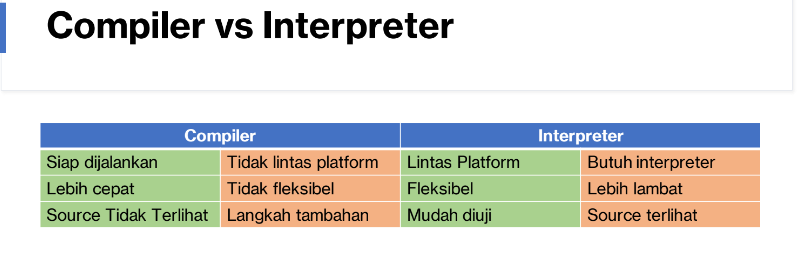 Compiler vs Interpreter
Compiler Interpreter
Siap dijalankan Tidak lintas platform Lintas Platform Butuh interpreter
Lebih cepat Tidak fleksibel Fleksibel Lebih lambat
Source Tidak Terlihat Langkah tambahan Mudah diuji Source terlihat